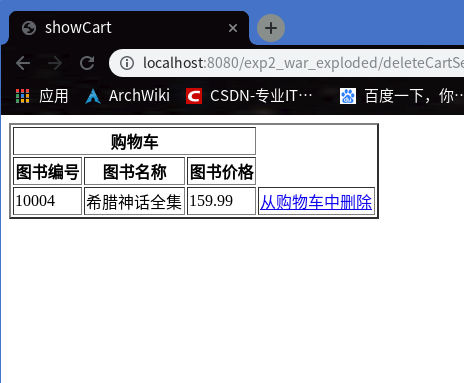 showCart
localhost:8080/exp2_war_exploded/deleteCartSe
应用 ArchWiki CSDN-专业IT… 百度一下，你…
购物车
图书编号 图书名称 图书价格
10004 希腊神话全集 159.99 从购物车中删除